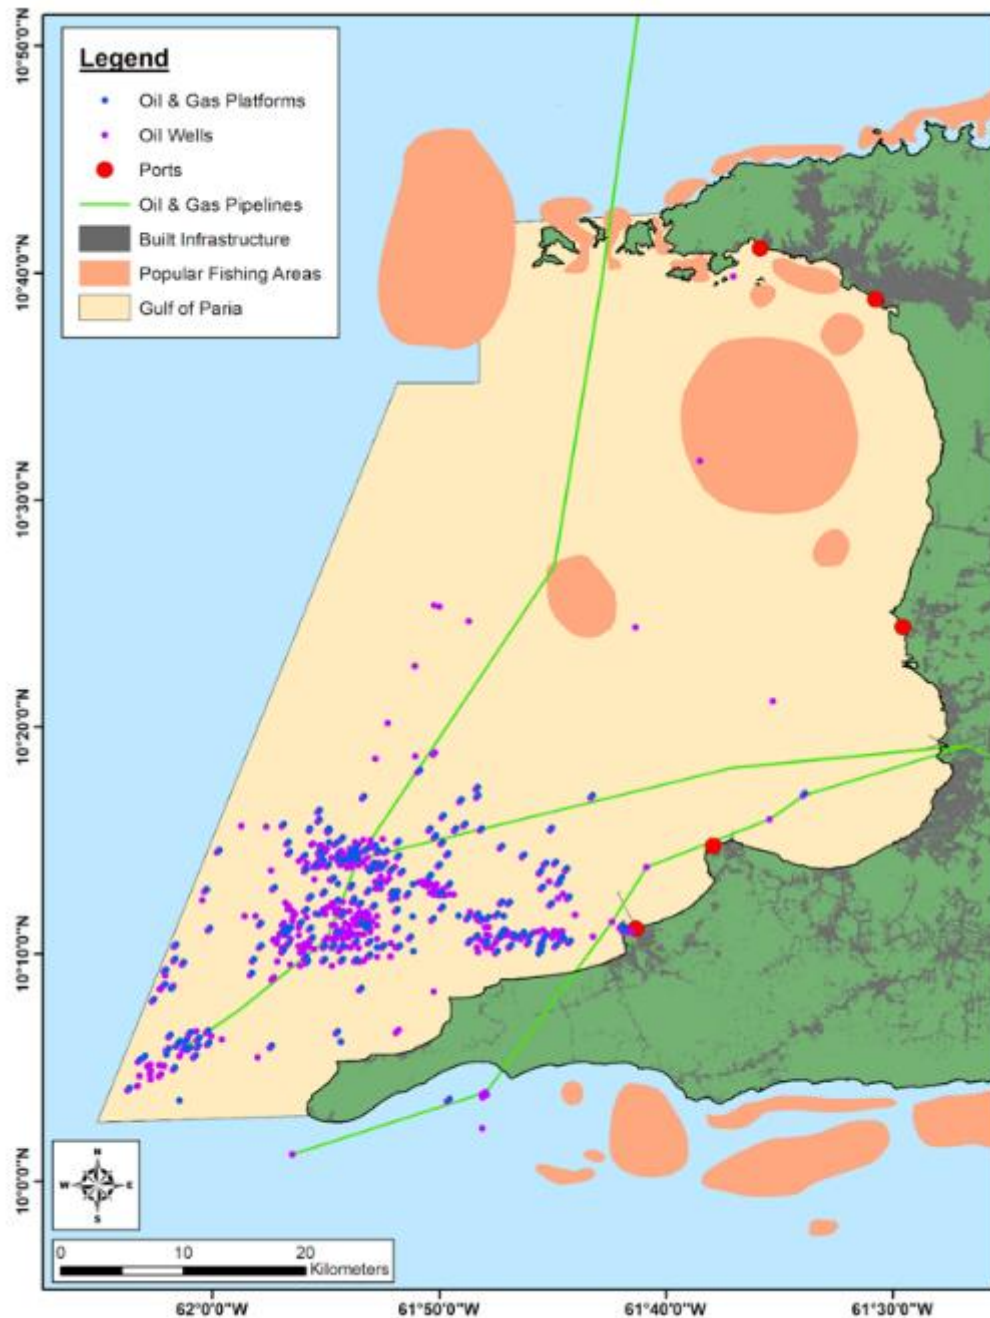 Legend
Oil & Gas Platforms
Oil Wells
Ports
Oil & Gas Pipelines
Built Infrastructure
Popular Fishing Areas
Gulf of Paria
10°50'0"N
10°40'0"N
10°30'0"N
10°20'0"N
10°10'0"N
10°0'0"N
N
W E
S
0 10 20
Kilometers
62°0'0"W 61°50'0"W 61°40'0"W 61°30'0"W